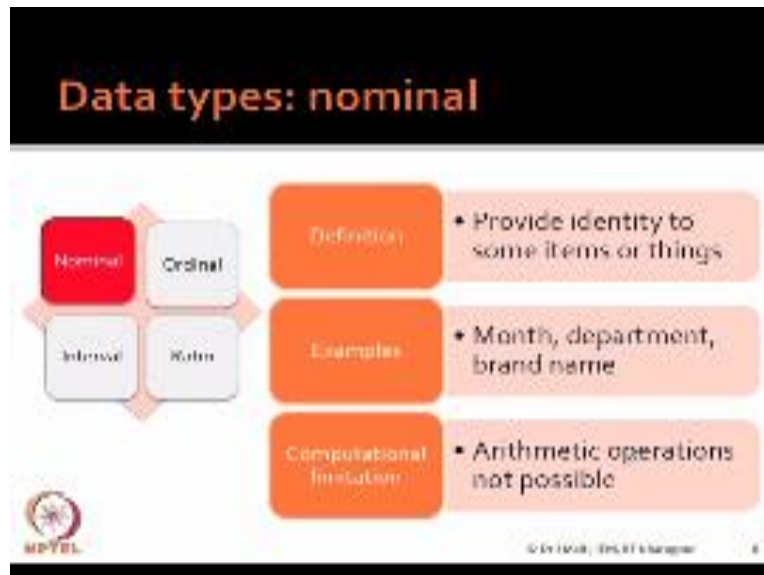 Data types: nominal
Nominal
Ordinal
Interval
Ratio
Definition
• Provide identity to
some items or things
Examples
• Month, department,
brand name
Computational
limitation
• Arithmetic operations
not possible
NPTEL